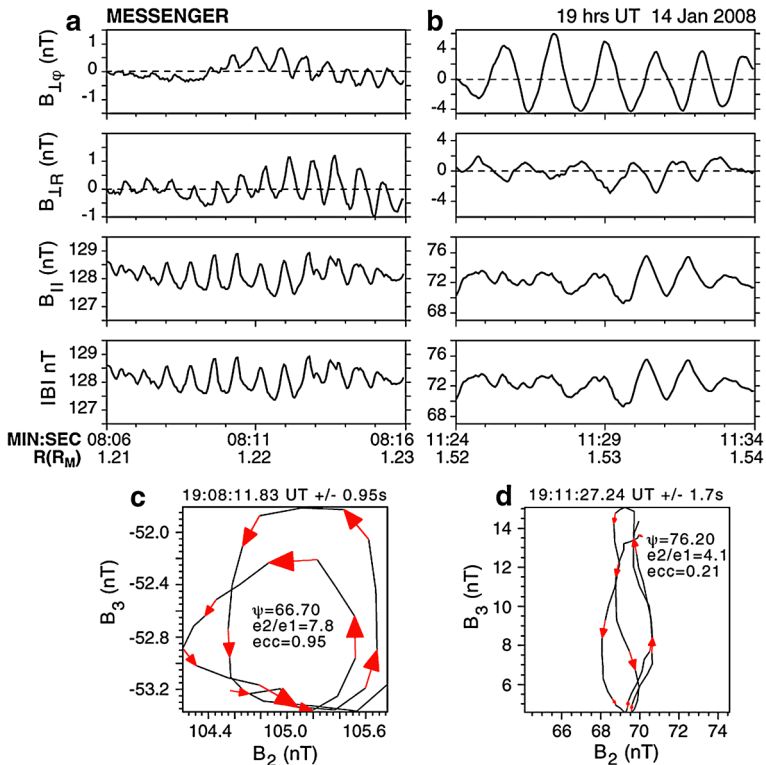 a MESSENGER b 19 hrs UT 14 Jan 2008
B⊥φ (nT)
1
0
-1
4
0
-4
B⊥R (nT)
1
0
-1
4
0
-4
B|| (nT)
129
128
127
76
72
68
|B| nT
129
128
127
76
72
68
MIN:SEC 08:06 08:11 08:16 11:24 11:29 11:34
R(RM) 1.21 1.22 1.23 1.52 1.53 1.54
c d
19:08:11.83 UT +/- 0.95s 19:11:27.24 UT +/- 1.7s
B3 (nT)
-52.0
-52.4
-52.8
-53.2
ψ=66.70
e2/e1=7.8
ecc=0.95
104.4 105.0 105.6
B2 (nT)
B3 (nT)
14
12
10
8
6
ψ=76.20
e2/e1=4.1
ecc=0.21
66 68 70 72 74
B2 (nT)